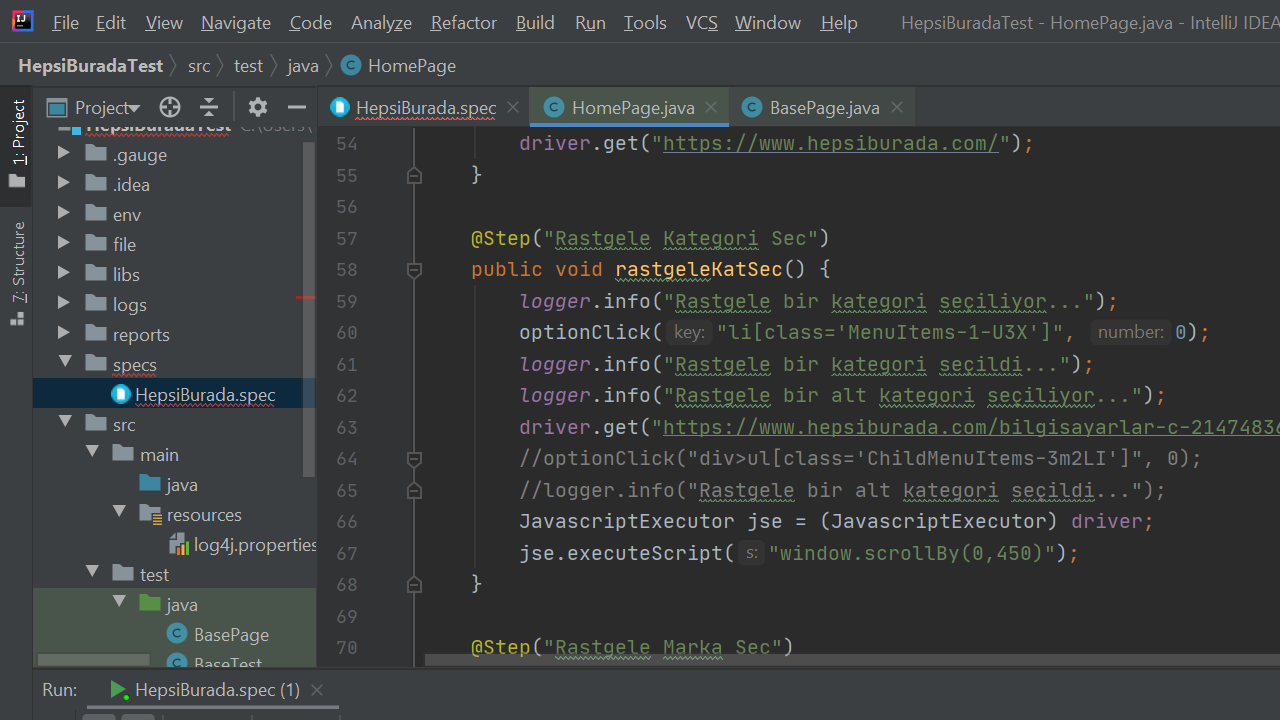 File Edit View Navigate Code Analyze Refactor Build Run Tools VCS Window Help HepsiBuradaTest - HomePage.java - IntelliJ IDEA
HepsiBuradaTest src test java HomePage
1: Project
7: Structure
Project
HepsiBurada.spec
HomePage.java
BasePage.java
HepsiBuradaTest C:\Users\
.gauge
.idea
env
file
libs
logs
reports
specs
HepsiBurada.spec
src
main
java
resources
log4j.properties
test
java
BasePage
BaseTest
54 driver.get("https://www.hepsiburada.com/");
55 }
56
57 @Step("Rastgele Kategori Sec")
58 public void rastgeleKatSec() {
59 logger.info("Rastgele bir kategori seçiliyor...");
60 optionClick( key: "li[class='MenuItems-1-U3X']", number: 0);
61 logger.info("Rastgele bir kategori seçildi...");
62 logger.info("Rastgele bir alt kategori seçiliyor...");
63 driver.get("https://www.hepsiburada.com/bilgisayarlar-c-2147483
64 //optionClick("div>ul[class='ChildMenuItems-3m2LI']", 0);
65 //logger.info("Rastgele bir alt kategori seçildi...");
66 JavascriptExecutor jse = (JavascriptExecutor) driver;
67 jse.executeScript( s: "window.scrollBy(0,450)");
68 }
69
70 @Step("Rastgele Marka Sec")
Run: HepsiBurada.spec (1)